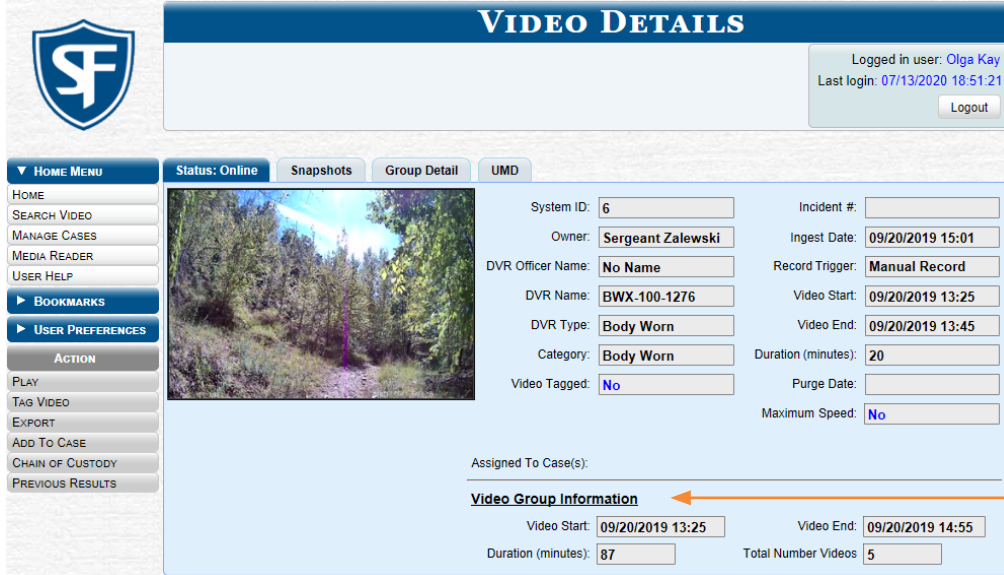 VIDEO DETAILS
SF
Logged in user: Olga Kay
Last login: 07/13/2020 18:51:21
Logout
▼ HOME MENU
HOME
SEARCH VIDEO
MANAGE CASES
MEDIA READER
USER HELP
► BOOKMARKS
► USER PREFERENCES
ACTION
PLAY
TAG VIDEO
EXPORT
ADD TO CASE
CHAIN OF CUSTODY
PREVIOUS RESULTS
Status: Online Snapshots Group Detail UMD
System ID: 6 Incident #:
Owner: Sergeant Zalewski Ingest Date: 09/20/2019 15:01
DVR Officer Name: No Name Record Trigger: Manual Record
DVR Name: BWX-100-1276 Video Start: 09/20/2019 13:25
DVR Type: Body Worn Video End: 09/20/2019 13:45
Category: Body Worn Duration (minutes): 20
Video Tagged: No Purge Date:
Maximum Speed: No
Assigned To Case(s):
Video Group Information
Video Start: 09/20/2019 13:25 Video End: 09/20/2019 14:55
Duration (minutes): 87 Total Number Videos 5